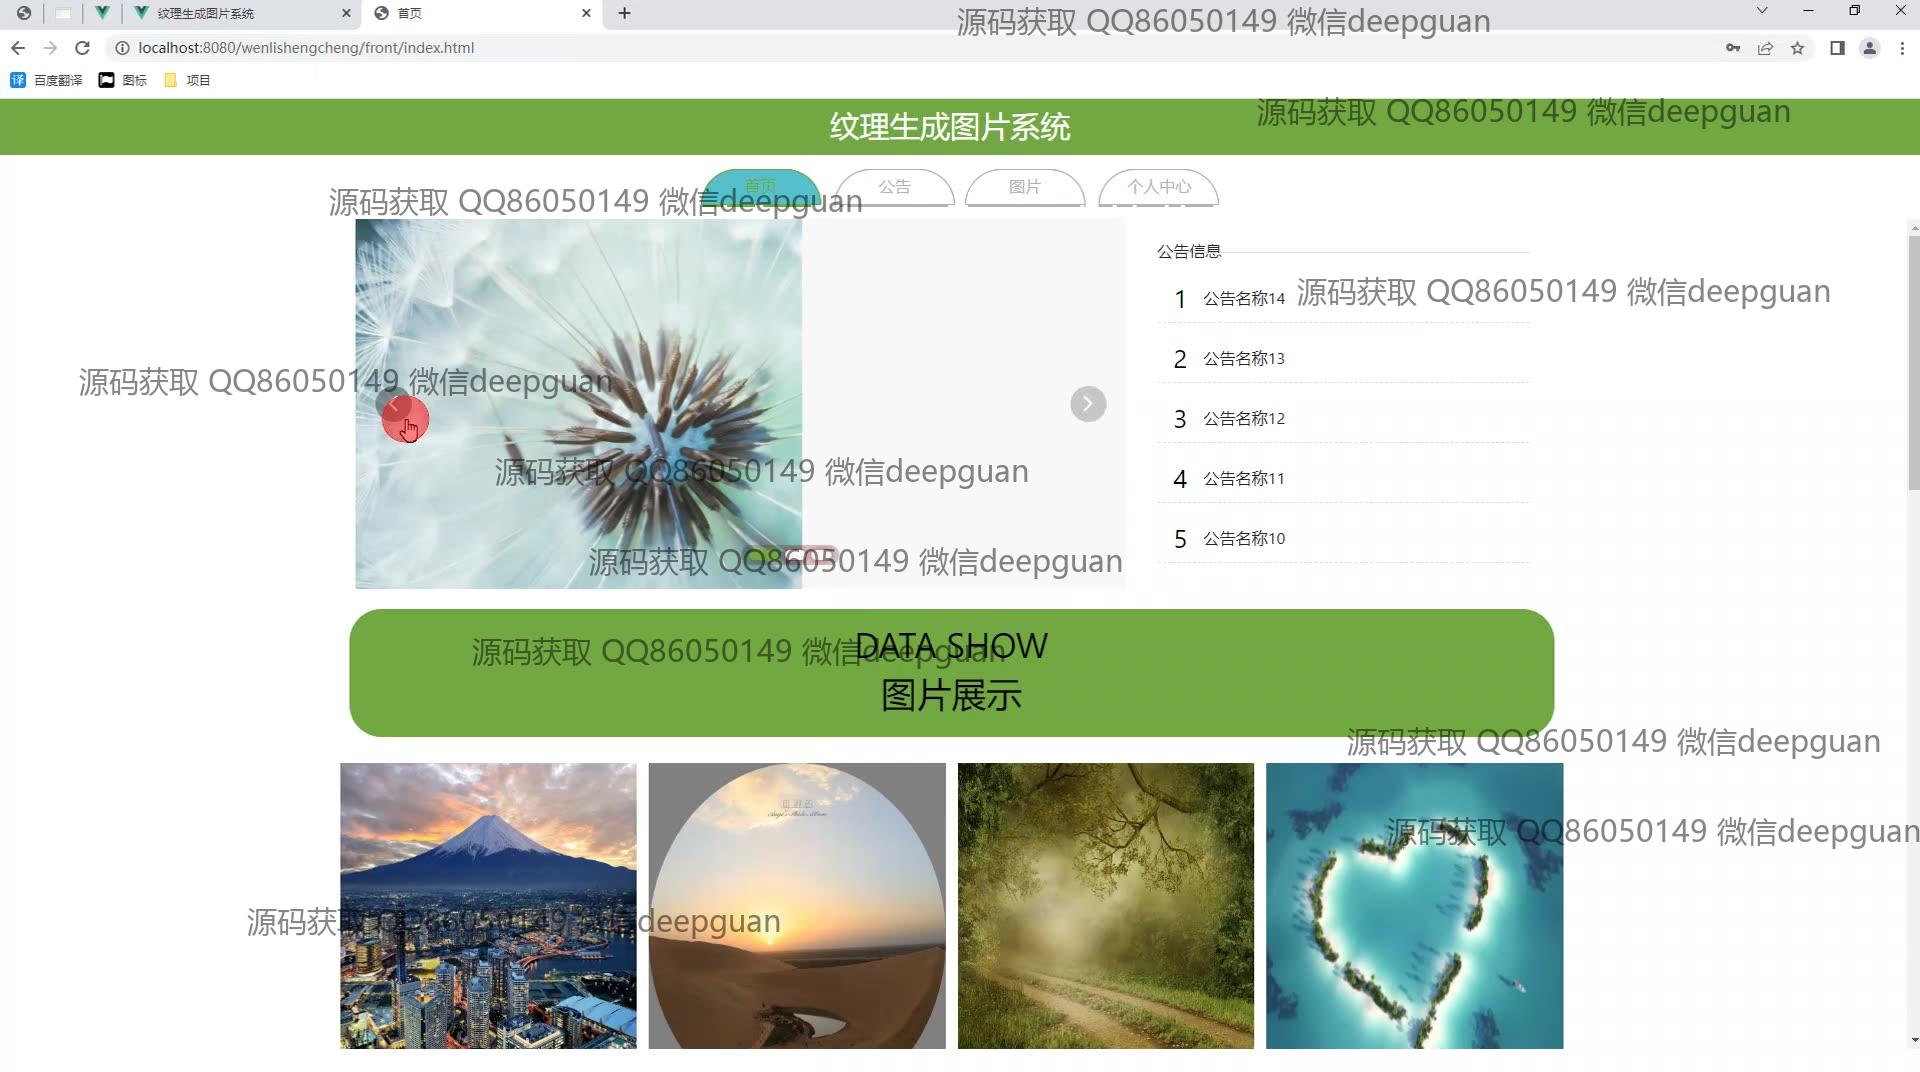 纹理生成图片系统
首页
源码获取 QQ86050149 微信deepguan
localhost:8080/wenlishengcheng/front/index.html
百度翻译
图标
项目
纹理生成图片系统
源码获取 QQ86050149 微信deepguan
首页
公告
图片
个人中心
源码获取 QQ86050149 微信deepguan
公告信息
1 公告名称14
源码获取 QQ86050149 微信deepguan
2 公告名称13
源码获取 QQ86050149 微信deepguan
3 公告名称12
4 公告名称11
源码获取 QQ86050149 微信deepguan
5 公告名称10
源码获取 QQ86050149 微信deepguan
DATA SHOW
源码获取 QQ86050149 微信deepguan
图片展示
源码获取 QQ86050149 微信deepguan
源码获取 QQ86050149 微信deepguan
源码获取 QQ86050149 微信deepguan